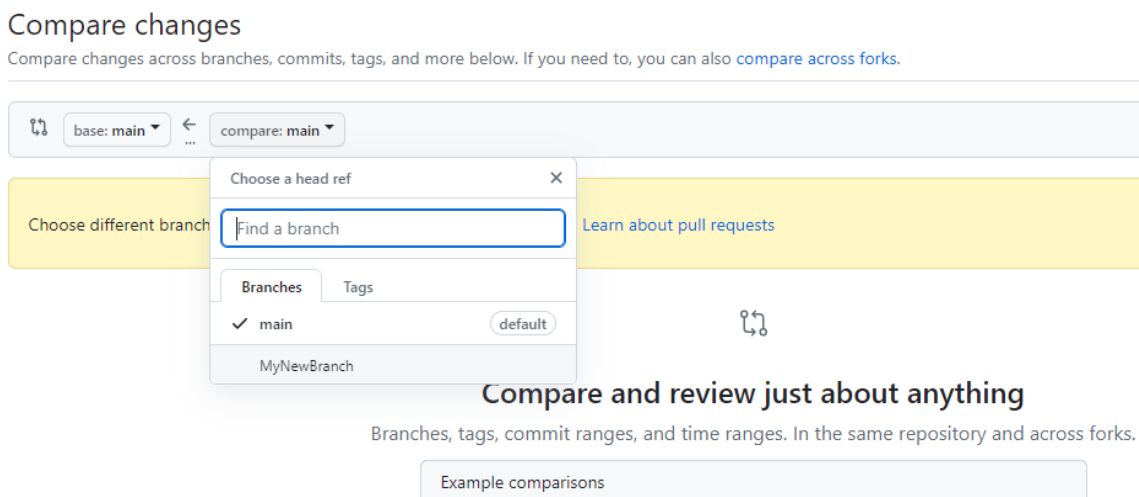 Compare changes
Compare changes across branches, commits, tags, and more below. If you need to, you can also compare across forks.
base: main
...
compare: main
Choose a head ref
Choose different branch
Find a branch
Learn about pull requests
Branches
Tags
main
default
MyNewBranch
Compare and review just about anything
Branches, tags, commit ranges, and time ranges. In the same repository and across forks.
Example comparisons